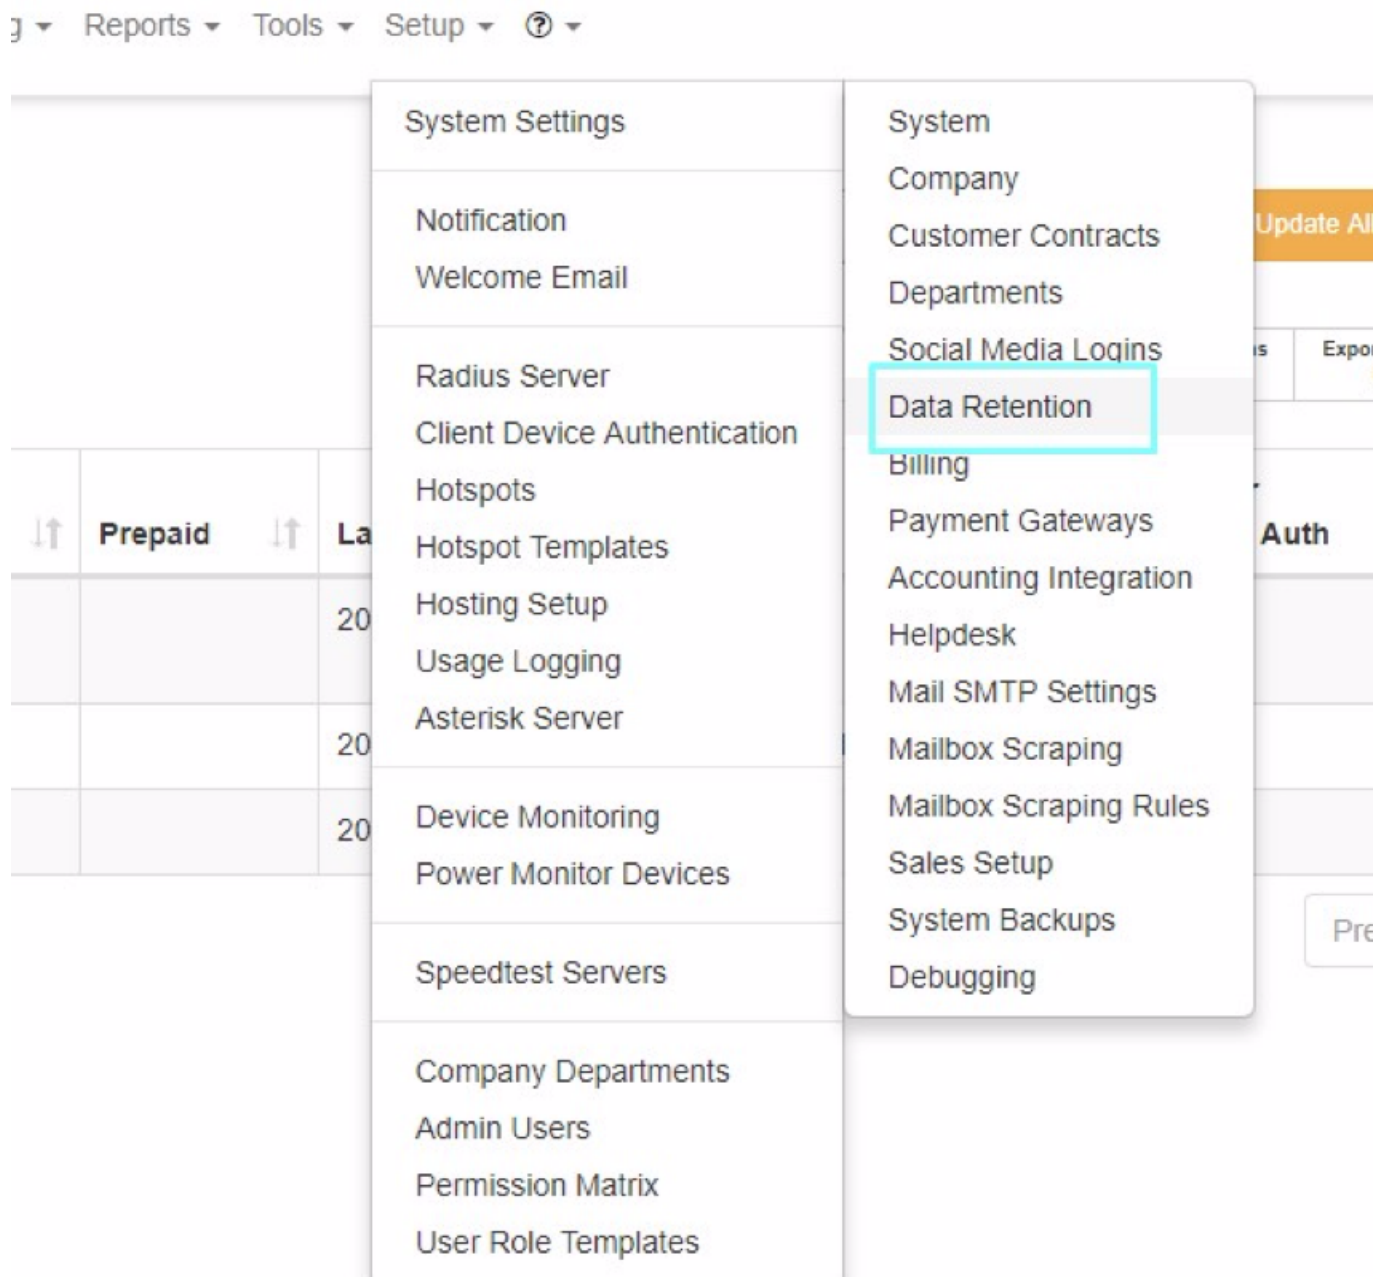 Reports Tools Setup
System Settings
Notification
Welcome Email
Radius Server
Client Device Authentication
Hotspots
Hotspot Templates
Hosting Setup
Usage Logging
Asterisk Server
Device Monitoring
Power Monitor Devices
Speedtest Servers
Company Departments
Admin Users
Permission Matrix
User Role Templates
System
Company
Customer Contracts
Departments
Social Media Logins
Data Retention
Billing
Payment Gateways
Accounting Integration
Helpdesk
Mail SMTP Settings
Mailbox Scraping
Mailbox Scraping Rules
Sales Setup
System Backups
Debugging
Update All
Expo
Prepaid La Auth
20
20
20
Pre